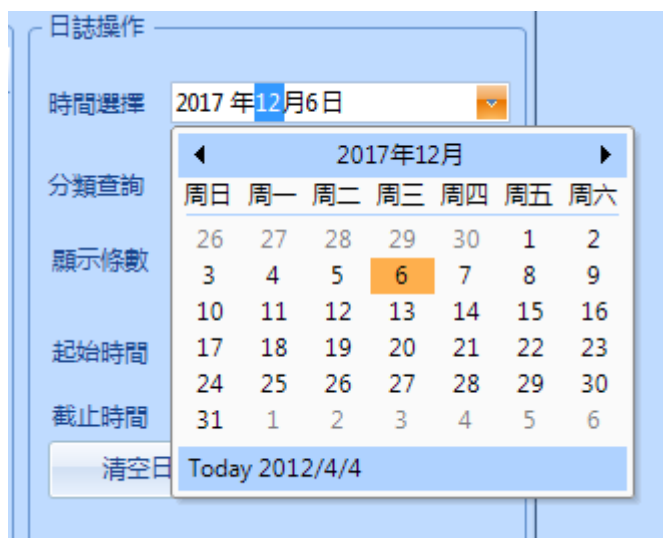 日誌操作
時間選擇 2017 年12月6日
2017年12月
分類查詢
周日 周一 周二 周三 周四 周五 周六
26 27 28 29 30 1 2
顯示條數
3 4 5 6 7 8 9
10 11 12 13 14 15 16
起始時間
17 18 19 20 21 22 23
24 25 26 27 28 29 30
截止時間
31 1 2 3 4 5 6
清空日
Today 2012/4/4